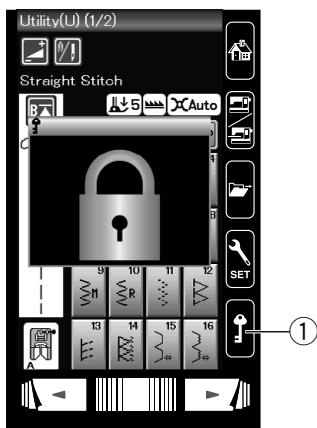 Utility(U) (1/2)
Straight Stitch
B
5 Auto
9 10 11 12
M R
SET
13 14 15 16
A
1